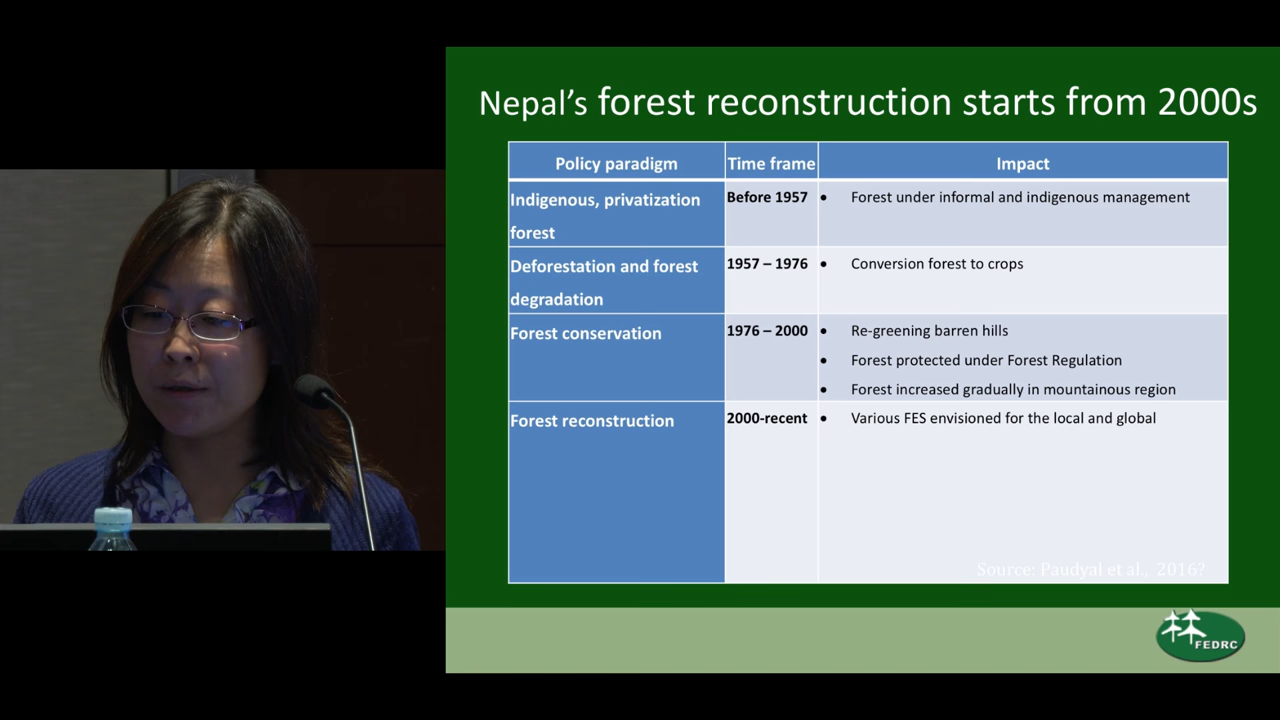 Nepal's forest reconstruction starts from 2000s
Policy paradigm Time frame Impact
Indigenous, privatization Before 1957 • Forest under informal and indigenous management
forest
Deforestation and forest 1957 – 1976 • Conversion forest to crops
degradation
Forest conservation 1976 – 2000 • Re-greening barren hills
• Forest protected under Forest Regulation
• Forest increased gradually in mountainous region
Forest reconstruction 2000-recent • Various FES envisioned for the local and global
Source: Paudyal et al., 2016?
林
FEDRC